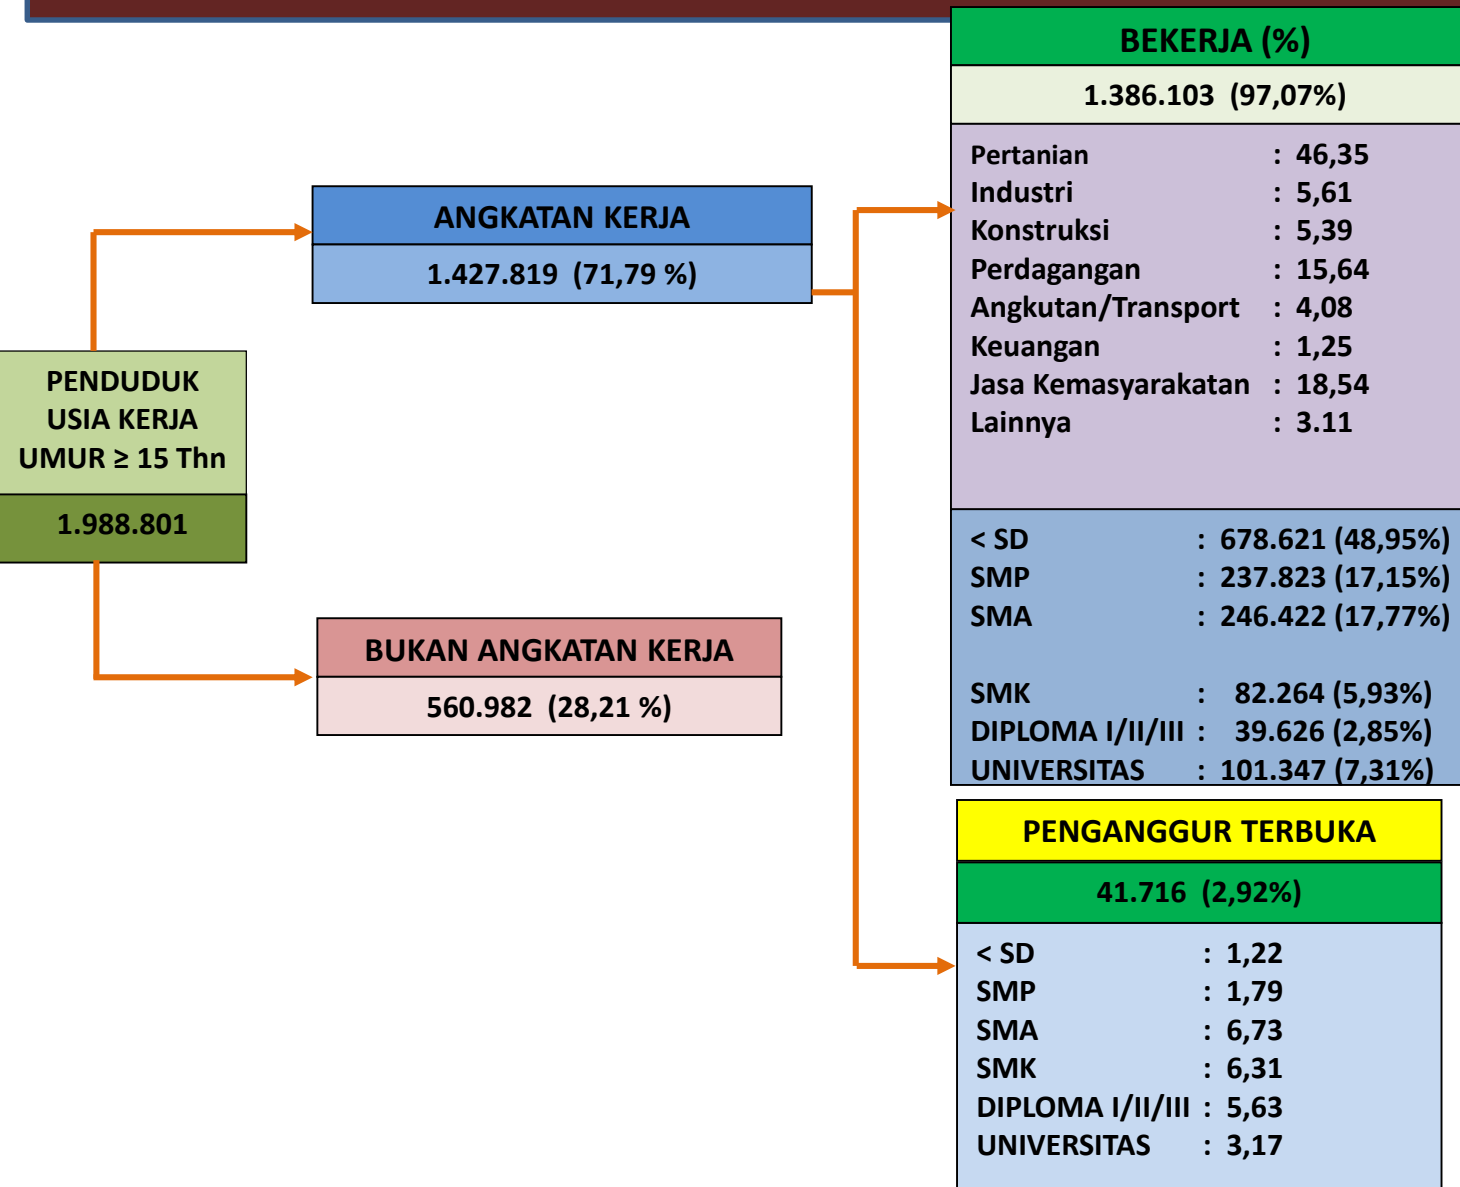 PENDUDUK
USIA KERJA
UMUR ≥ 15 Thn
1.988.801
ANGKATAN KERJA
1.427.819 (71,79 %)
BUKAN ANGKATAN KERJA
560.982 (28,21 %)
BEKERJA (%)
1.386.103 (97,07%)
Pertanian : 46,35
Industri : 5,61
Konstruksi : 5,39
Perdagangan : 15,64
Angkutan/Transport : 4,08
Keuangan : 1,25
Jasa Kemasyarakatan : 18,54
Lainnya : 3.11
< SD : 678.621 (48,95%)
SMP : 237.823 (17,15%)
SMA : 246.422 (17,77%)
SMK : 82.264 (5,93%)
DIPLOMA I/II/III : 39.626 (2,85%)
UNIVERSITAS : 101.347 (7,31%)
PENGANGGUR TERBUKA
41.716 (2,92%)
< SD : 1,22
SMP : 1,79
SMA : 6,73
SMK : 6,31
DIPLOMA I/II/III : 5,63
UNIVERSITAS : 3,17